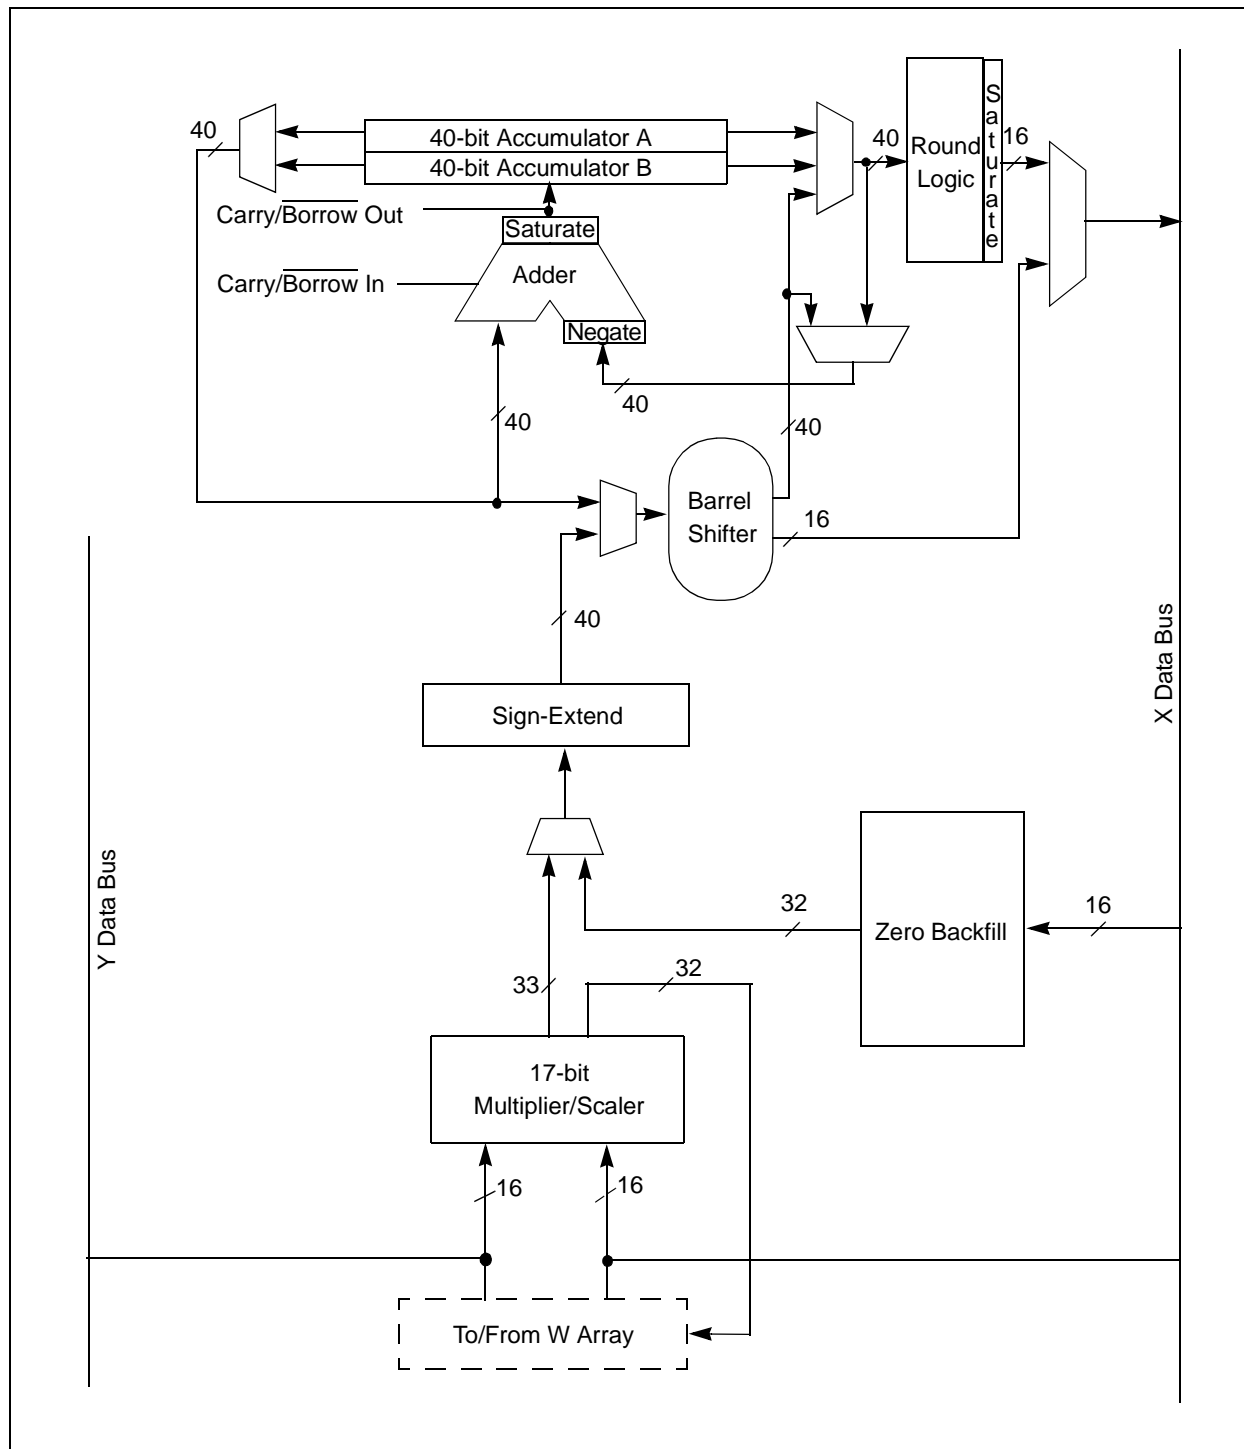 40
40-bit Accumulator A
40-bit Accumulator B
40
Round
Logic
Saturate
16
Carry/Borrow Out
Saturate
Carry/Borrow In
Adder
Negate
40
40
40
Barrel
Shifter
16
40
Sign-Extend
X Data Bus
Y Data Bus
32
Zero Backfill
16
33
32
17-bit
Multiplier/Scaler
16
16
To/From W Array